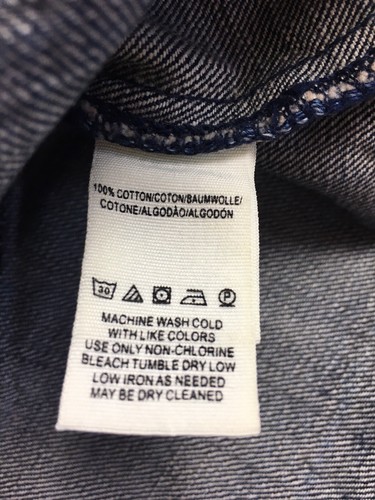 100% COTTON/COTON/BAUMWOLLE/
COTONE/ALGODÃO/ALGODÓN
30 P
MACHINE WASH COLD
WITH LIKE COLORS
USE ONLY NON-CHLORINE
BLEACH TUMBLE DRY LOW
LOW IRON AS NEEDED
MAY BE DRY CLEANED